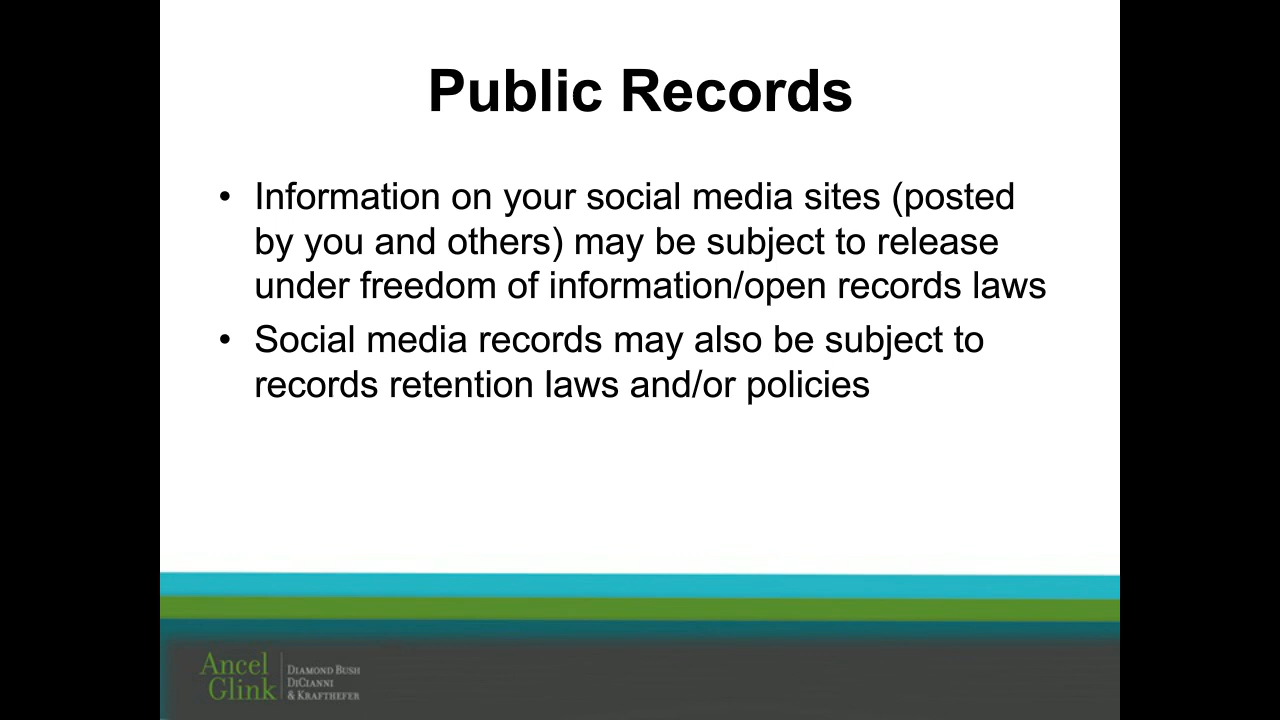 Public Records
• Information on your social media sites (posted
by you and others) may be subject to release
under freedom of information/open records laws
• Social media records may also be subject to
records retention laws and/or policies
Ancel
Glink
DIAMOND BUSH
DICIANNI
& KRAFTHEFER